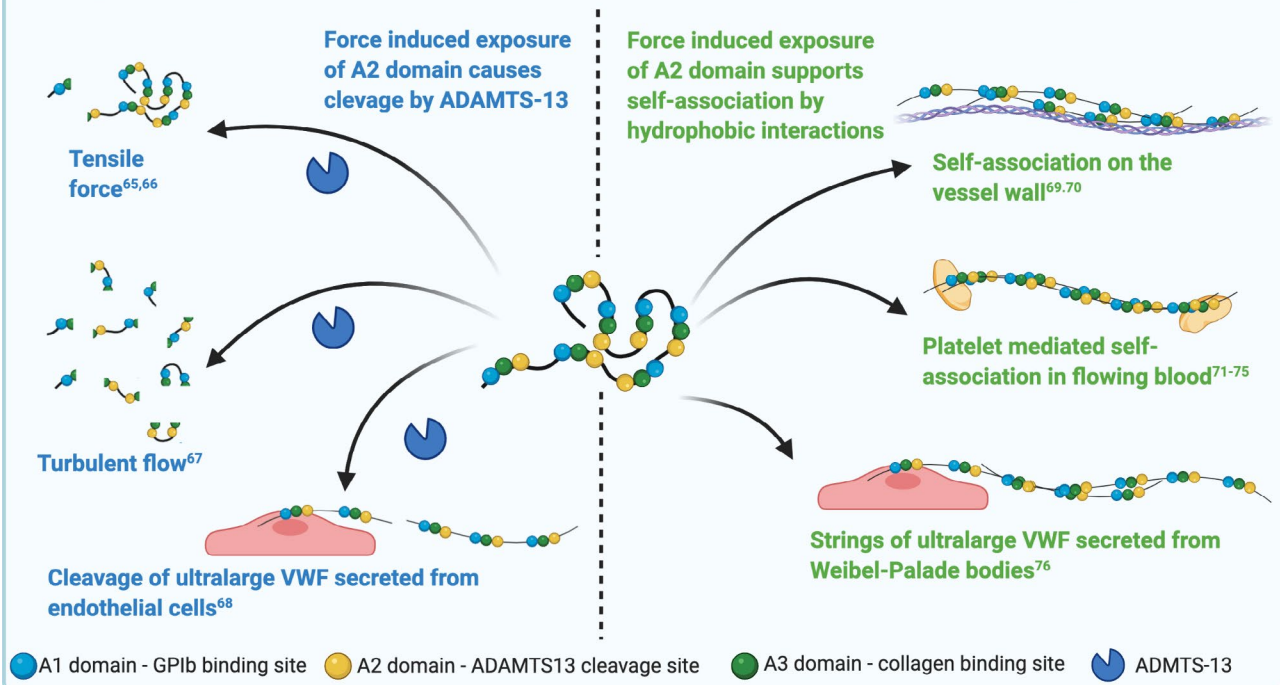 Force induced exposure
of A2 domain causes
clevage by ADAMTS-13
Force induced exposure
of A2 domain supports
self-association by
hydrophobic interactions
Tensile
force65,66
Self-association on the
vessel wall69.70
Turbulent flow67
Platelet mediated self-
association in flowing blood71-75
Cleavage of ultralarge VWF secreted from
endothelial cells68
Strings of ultralarge VWF secreted from
Weibel-Palade bodies76
A1 domain - GPIb binding site
A2 domain - ADAMTS13 cleavage site
A3 domain - collagen binding site
ADMTS-13